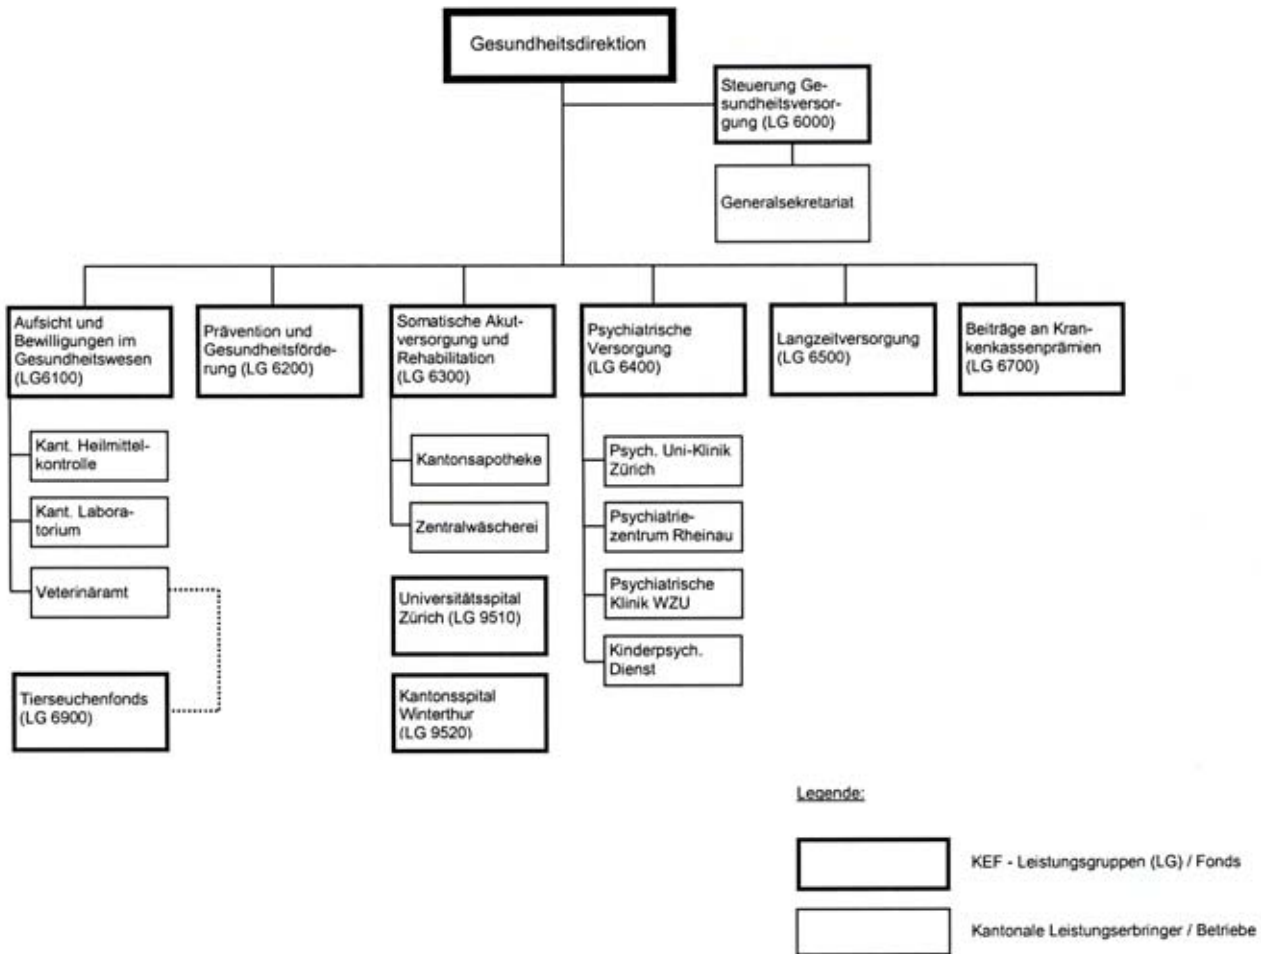 Gesundheitsdirektion
Steuerung Ge-
sundheitsversor-
gung (LG 6000)
Generalsekretariat
Aufsicht und
Bewilligungen im
Gesundheitswesen
(LG6100)
Prävention und
Gesundheitsförde-
rung (LG 6200)
Somatische Akut-
versorgung und
Rehabilitation
(LG 6300)
Psychiatrische
Versorgung
(LG 6400)
Langzeitversorgung
(LG 6500)
Beiträge an Kran-
kenkassenprämien
(LG 6700)
Kant. Heilmittel-
kontrolle
Kant. Labora-
torium
Veterinäramt
Tierseuchenfonds
(LG 6900)
Kantonsapotheke
Zentralwäscherei
Universitätsspital
Zürich (LG 9510)
Kantonsspital
Winterthur
(LG 9520)
Psych. Uni-Klinik
Zürich
Psychiatrie-
zentrum Rheinau
Psychiatrische
Klinik WZU
Kinderpsych.
Dienst
Legende:
KEF - Leistungsgruppen (LG) / Fonds
Kantonale Leistungserbringer / Betriebe